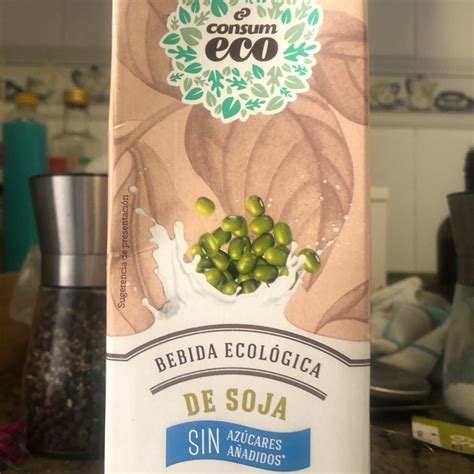 consum
eco
Sugerencia de presentación
BEBIDA ECOLÓGICA
DE SOJA
SIN AZÚCARES
AÑADIDOS*